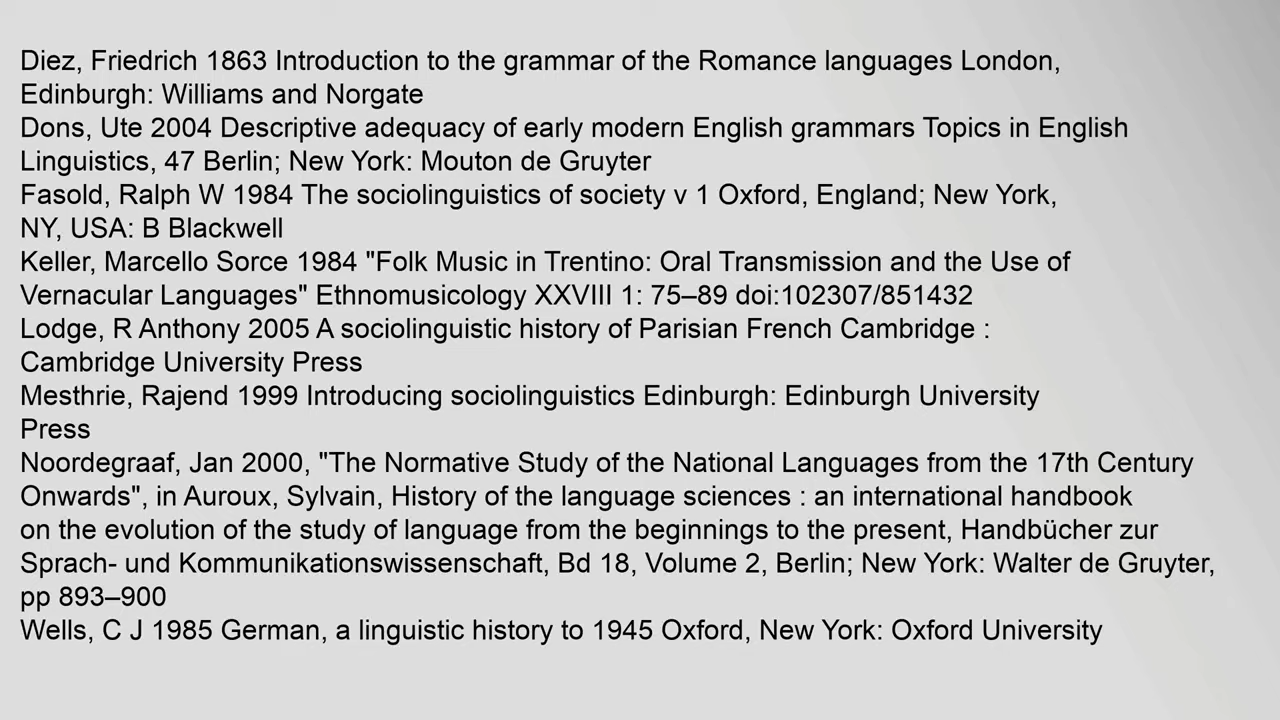 Diez, Friedrich 1863 Introduction to the grammar of the Romance languages London,
Edinburgh: Williams and Norgate
Dons, Ute 2004 Descriptive adequacy of early modern English grammars Topics in English
Linguistics, 47 Berlin; New York: Mouton de Gruyter
Fasold, Ralph W 1984 The sociolinguistics of society v 1 Oxford, England; New York,
NY, USA: B Blackwell
Keller, Marcello Sorce 1984 "Folk Music in Trentino: Oral Transmission and the Use of
Vernacular Languages" Ethnomusicology XXVIII 1: 75–89 doi:102307/851432
Lodge, R Anthony 2005 A sociolinguistic history of Parisian French Cambridge :
Cambridge University Press
Mesthrie, Rajend 1999 Introducing sociolinguistics Edinburgh: Edinburgh University
Press
Noordegraaf, Jan 2000, "The Normative Study of the National Languages from the 17th Century
Onwards", in Auroux, Sylvain, History of the language sciences : an international handbook
on the evolution of the study of language from the beginnings to the present, Handbücher zur
Sprach- und Kommunikationswissenschaft, Bd 18, Volume 2, Berlin; New York: Walter de Gruyter,
pp 893–900
Wells, C J 1985 German, a linguistic history to 1945 Oxford, New York: Oxford University